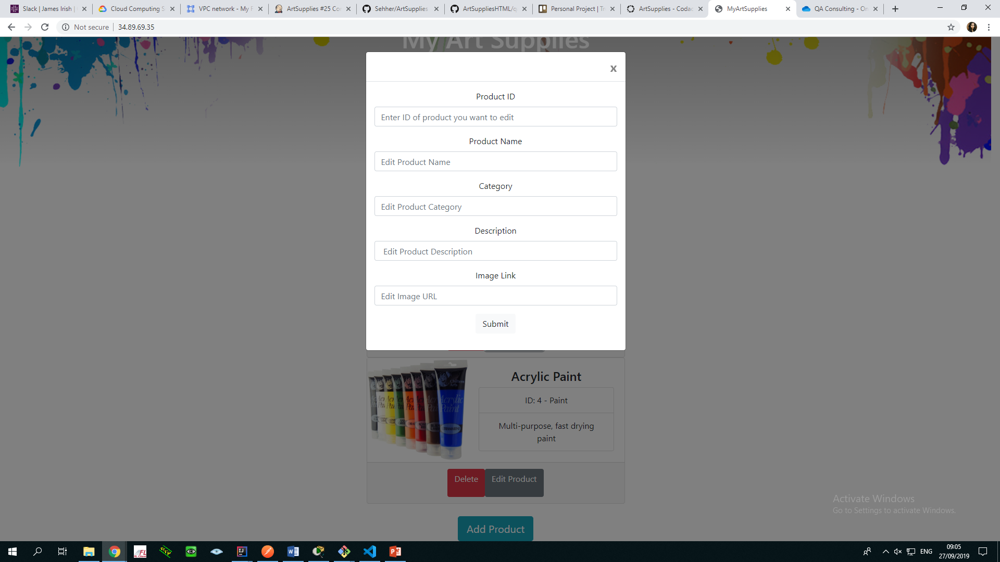 Slack | James Irish |
Cloud Computing S
VPC network - My P
ArtSupplies #25 Co
Sehher/ArtSupplies
ArtSuppliesHTML/q
Personal Project | Tr
ArtSupplies - Codac
MyArtSupplies
QA Consulting - On
Not secure
34.89.69.35
My Art Supplies
x
Product ID
Enter ID of product you want to edit
Product Name
Edit Product Name
Category
Edit Product Category
Description
Edit Product Description
Image Link
Edit Image URL
Submit
Acrylic Paint
ID: 4 - Paint
Multi-purpose, fast drying
paint
Delete
Edit Product
Add Product
Activate Windows
Go to Settings to activate Windows.
ENG
09:05
27/09/2019